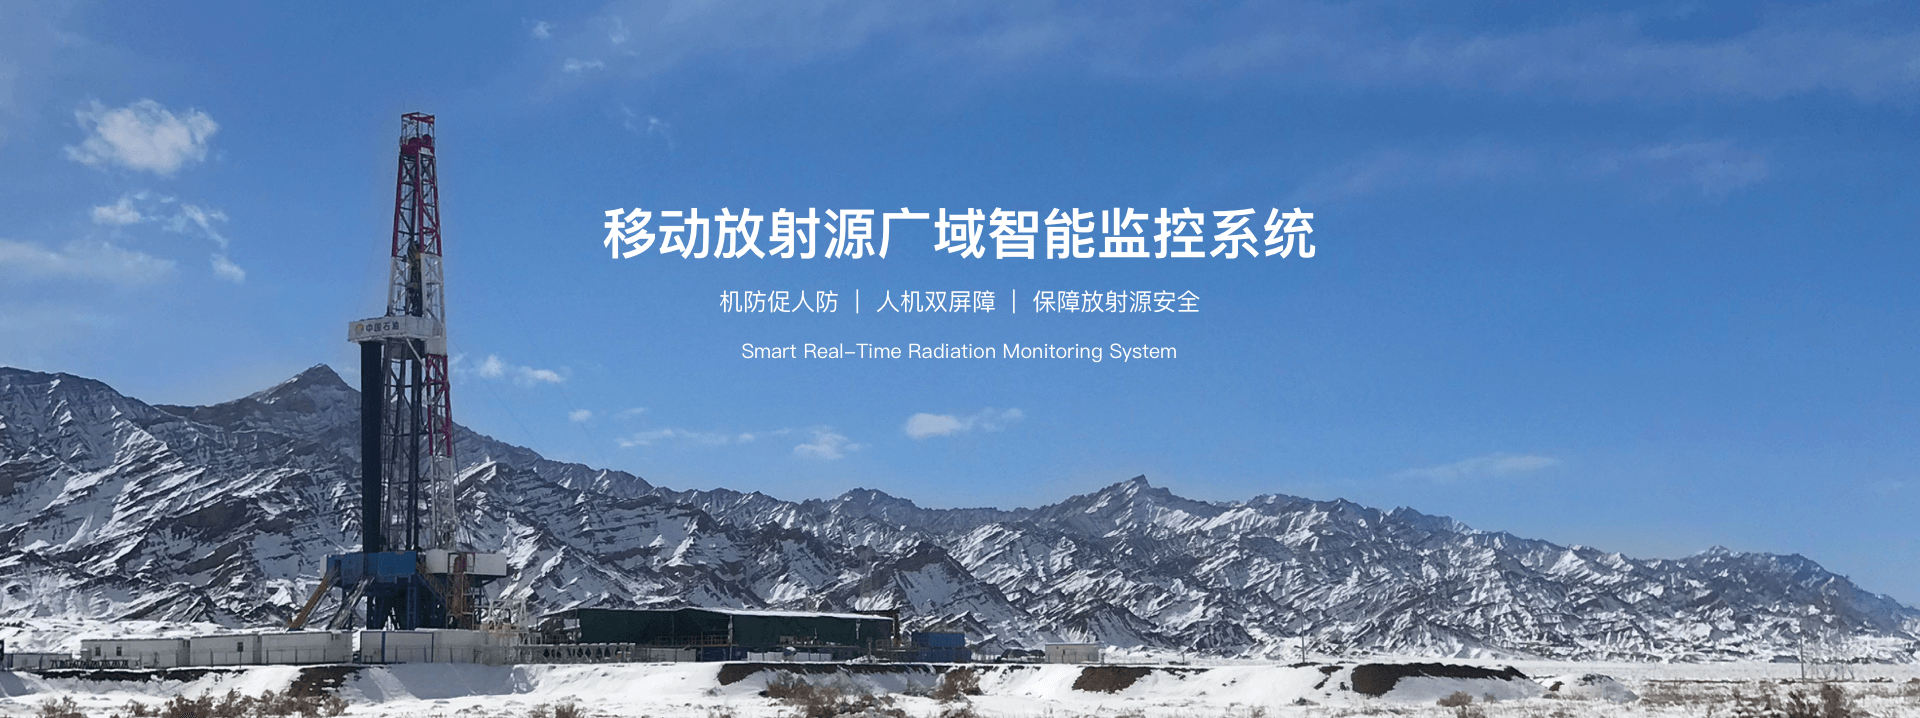 移动放射源广域智能监控系统
机防促人防 | 人机双屏障 | 保障放射源安全
Smart Real-Time Radiation Monitoring System
中国石油